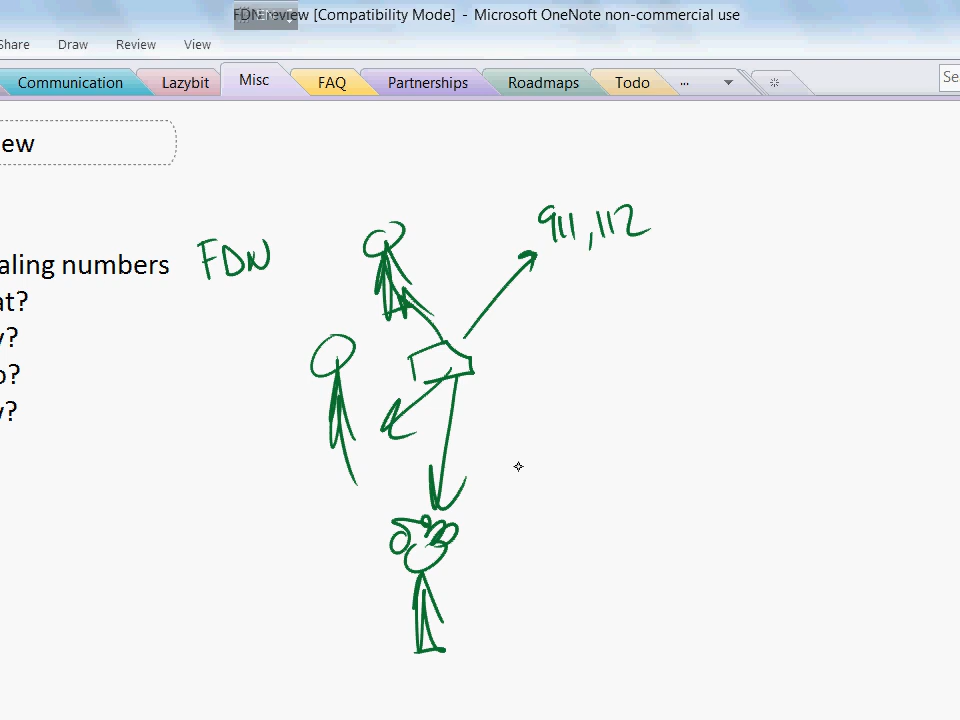 FDN review [Compatibility Mode] - Microsoft OneNote non-commercial use
Share Draw Review View
Communication Lazybit Misc FAQ Partnerships Roadmaps Todo ... Se
ew
911, 112
aling numbers FDN
at?
y?
o?
y?